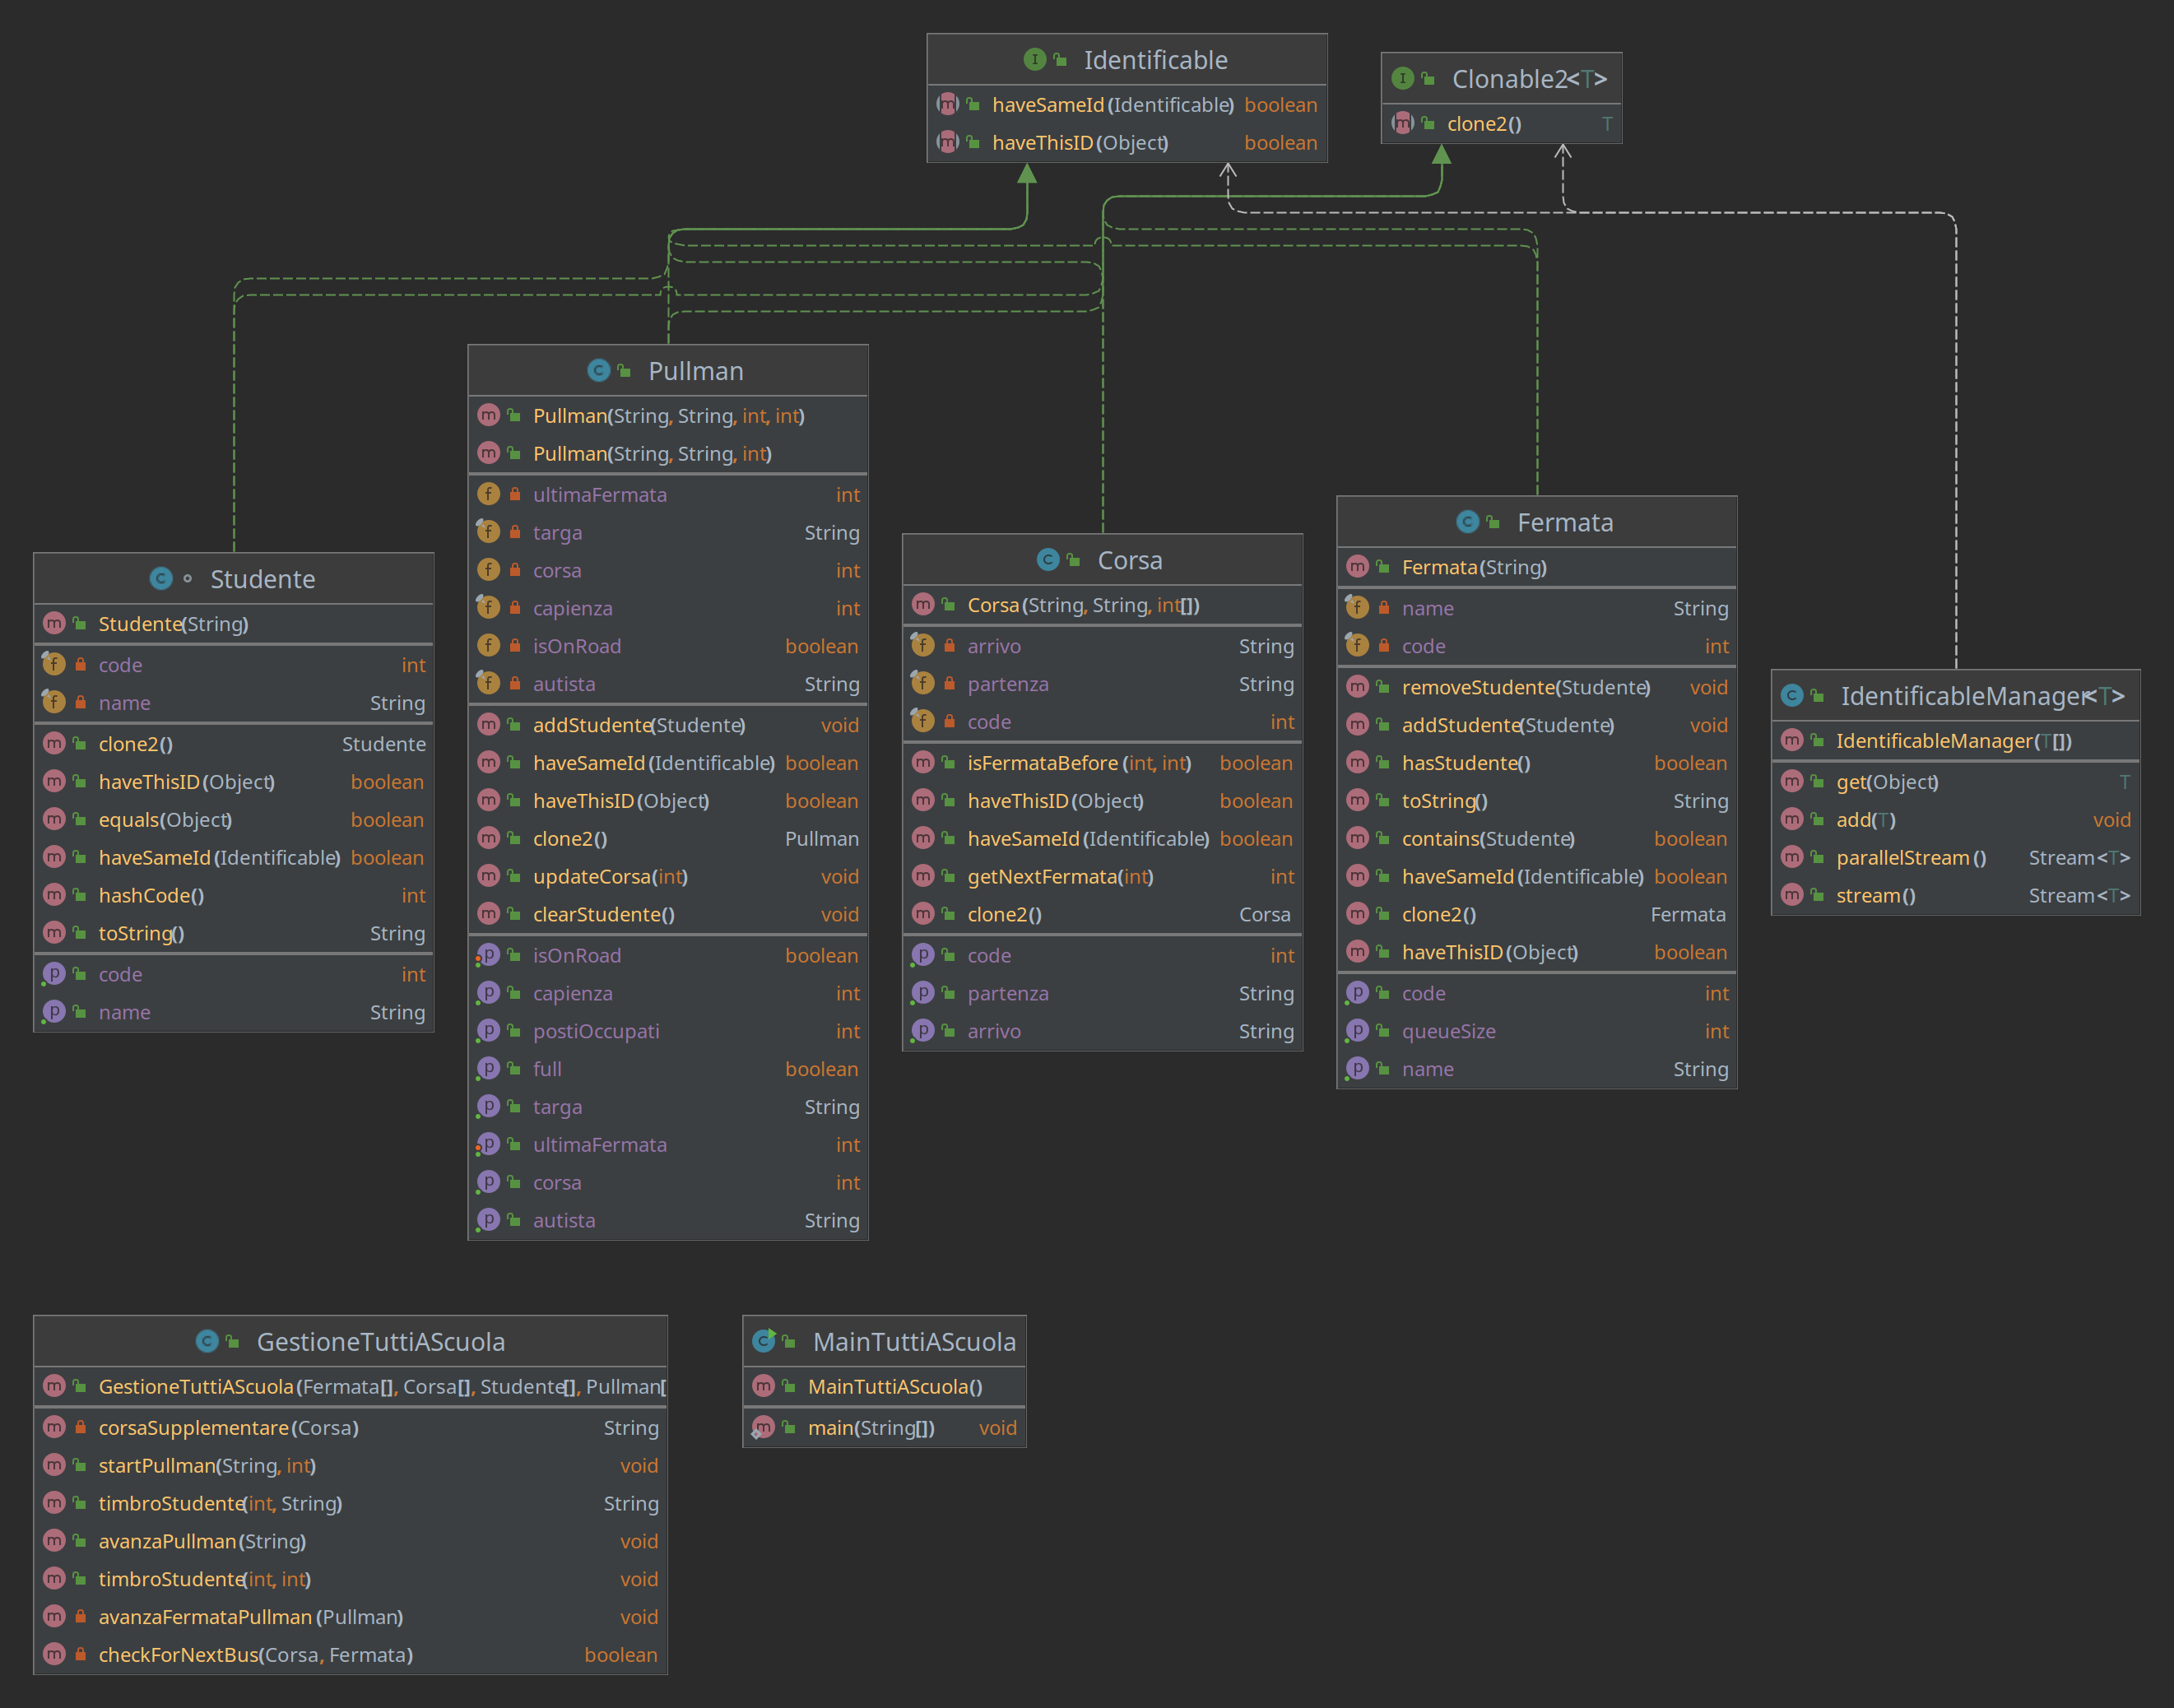 Identificable
haveSameId(Identificable) boolean
haveThisID(Object) boolean
Clonable2<T>
clone2() T
Studente
Studente(String)
code int
name String
clone2() Studente
haveThisID(Object) boolean
equals(Object) boolean
haveSameId(Identificable) boolean
hashCode() int
toString() String
code int
name String
Pullman
Pullman(String, String, int, int)
Pullman(String, String, int)
ultimaFermata int
targa String
corsa int
capienza int
isOnRoad boolean
autista String
addStudente(Studente) void
haveSameId(Identificable) boolean
haveThisID(Object) boolean
clone2() Pullman
updateCorsa(int) void
clearStudente() void
isOnRoad boolean
capienza int
postiOccupati int
full boolean
targa String
ultimaFermata int
corsa int
autista String
Corsa
Corsa(String, String, int[])
arrivo String
partenza String
code int
isFermataBefore(int, int) boolean
haveThisID(Object) boolean
haveSameId(Identificable) boolean
getNextFermata(int) int
clone2() Corsa
code int
partenza String
arrivo String
Fermata
Fermata(String)
name String
code int
removeStudente(Studente) void
addStudente(Studente) void
hasStudente() boolean
toString() String
contains(Studente) boolean
haveSameId(Identificable) boolean
clone2() Fermata
haveThisID(Object) boolean
code int
queueSize int
name String
IdentificableManager<T>
IdentificableManager(T[])
get(Object) T
add(T) void
parallelStream() Stream<T>
stream() Stream<T>
GestioneTuttiAScuola
GestioneTuttiAScuola(Fermata[], Corsa[], Studente[], Pullman[
corsaSupplementare(Corsa) String
startPullman(String, int) void
timbroStudente(int, String) String
avanzaPullman(String) void
timbroStudente(int, int) void
avanzaFermataPullman(Pullman) void
checkForNextBus(Corsa, Fermata) boolean
MainTuttiAScuola
MainTuttiAScuola()
main(String[]) void